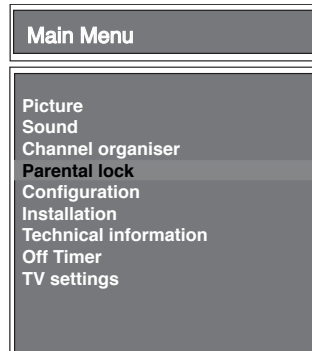 Main Menu
Picture
Sound
Channel organiser
Parental lock
Configuration
Installation
Technical information
Off Timer
TV settings